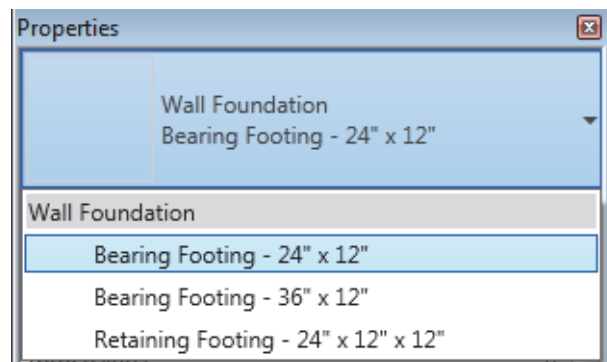 Properties
Wall Foundation
Bearing Footing - 24" x 12"
Wall Foundation
Bearing Footing - 24" x 12"
Bearing Footing - 36" x 12"
Retaining Footing - 24" x 12" x 12"